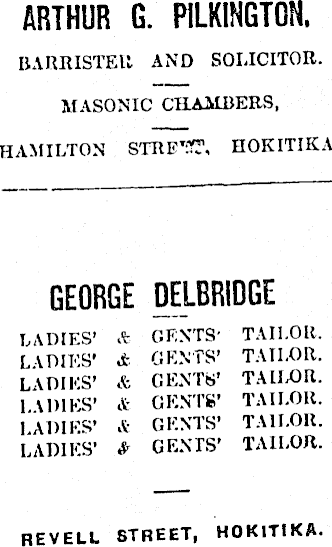 ARTHUR G. PILKINGTON,
BARRISTER AND SOLICITOR.
MASONIC CHAMBERS,
HAMILTON STREET, HOKITIKA
GEORGE DELBRIDGE
LADIES' & GENTS' TAILOR.
LADIES' & GENTS' TAILOR.
LADIES' & GENTS' TAILOR.
LADIES' & GENTS' TAILOR.
LADIES' & GENTS' TAILOR.
LADIES' & GENTS' TAILOR.
REVELL STREET, HOKITIKA.